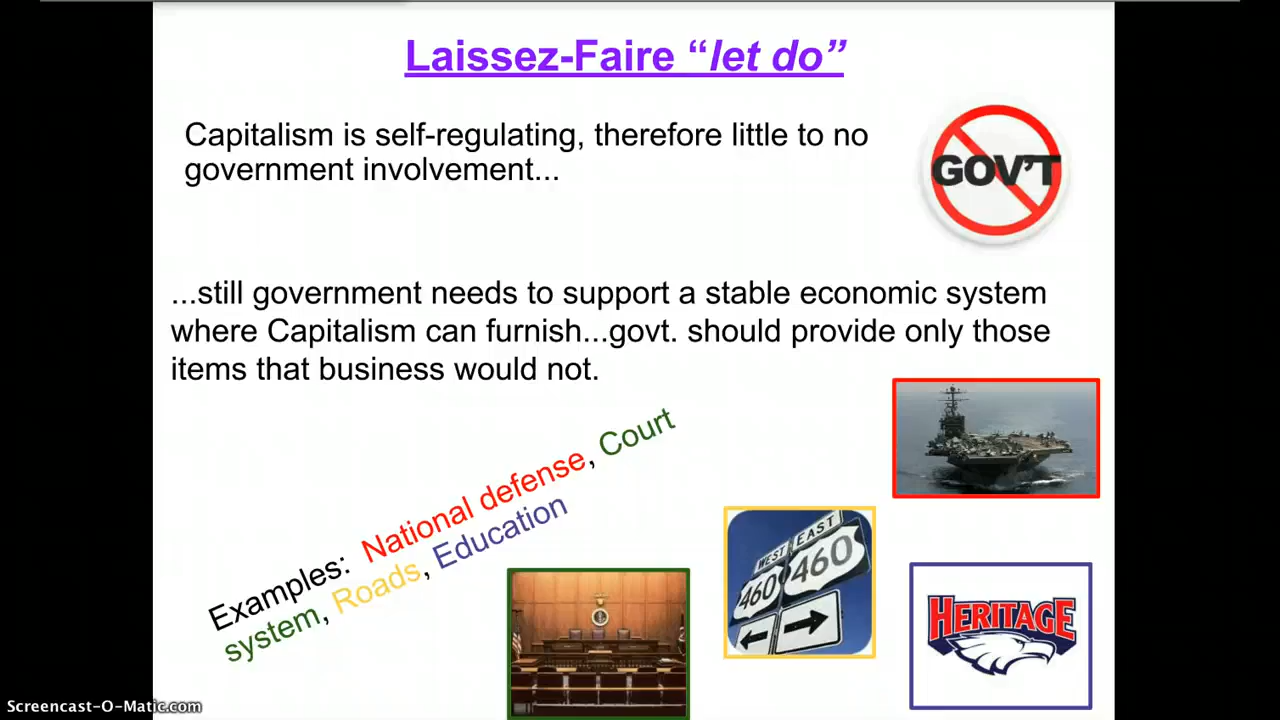 Laissez-Faire “let do”
Capitalism is self-regulating, therefore little to no
government involvement...
GOV'T
...still government needs to support a stable economic system
where Capitalism can furnish...govt. should provide only those
items that business would not.
Examples: National defense, Court
system, Roads, Education
WEST EAST
460 460
HERITAGE
Screencast-O-Matic.com